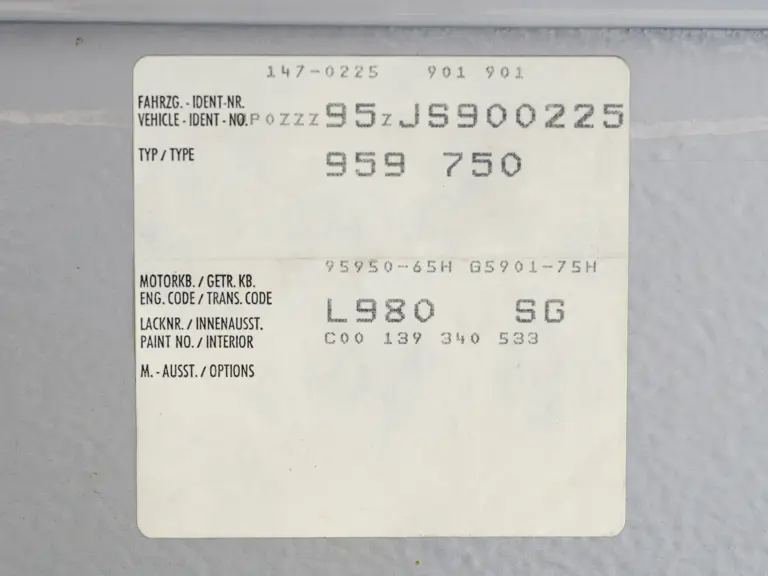 147-0225 901 901
FAHRZG. - IDENT-NR.
VEHICLE - IDENT - NO. P0ZZZ95ZJS900225
TYP / TYPE 959 750
95950-65H G5901-75H
MOTORKB. / GETR. KB.
ENG. CODE / TRANS. CODE
L980 SG
LACKNR. / INNENAUSST.
PAINT NO. / INTERIOR C00 139 340 533
M. - AUSST. / OPTIONS